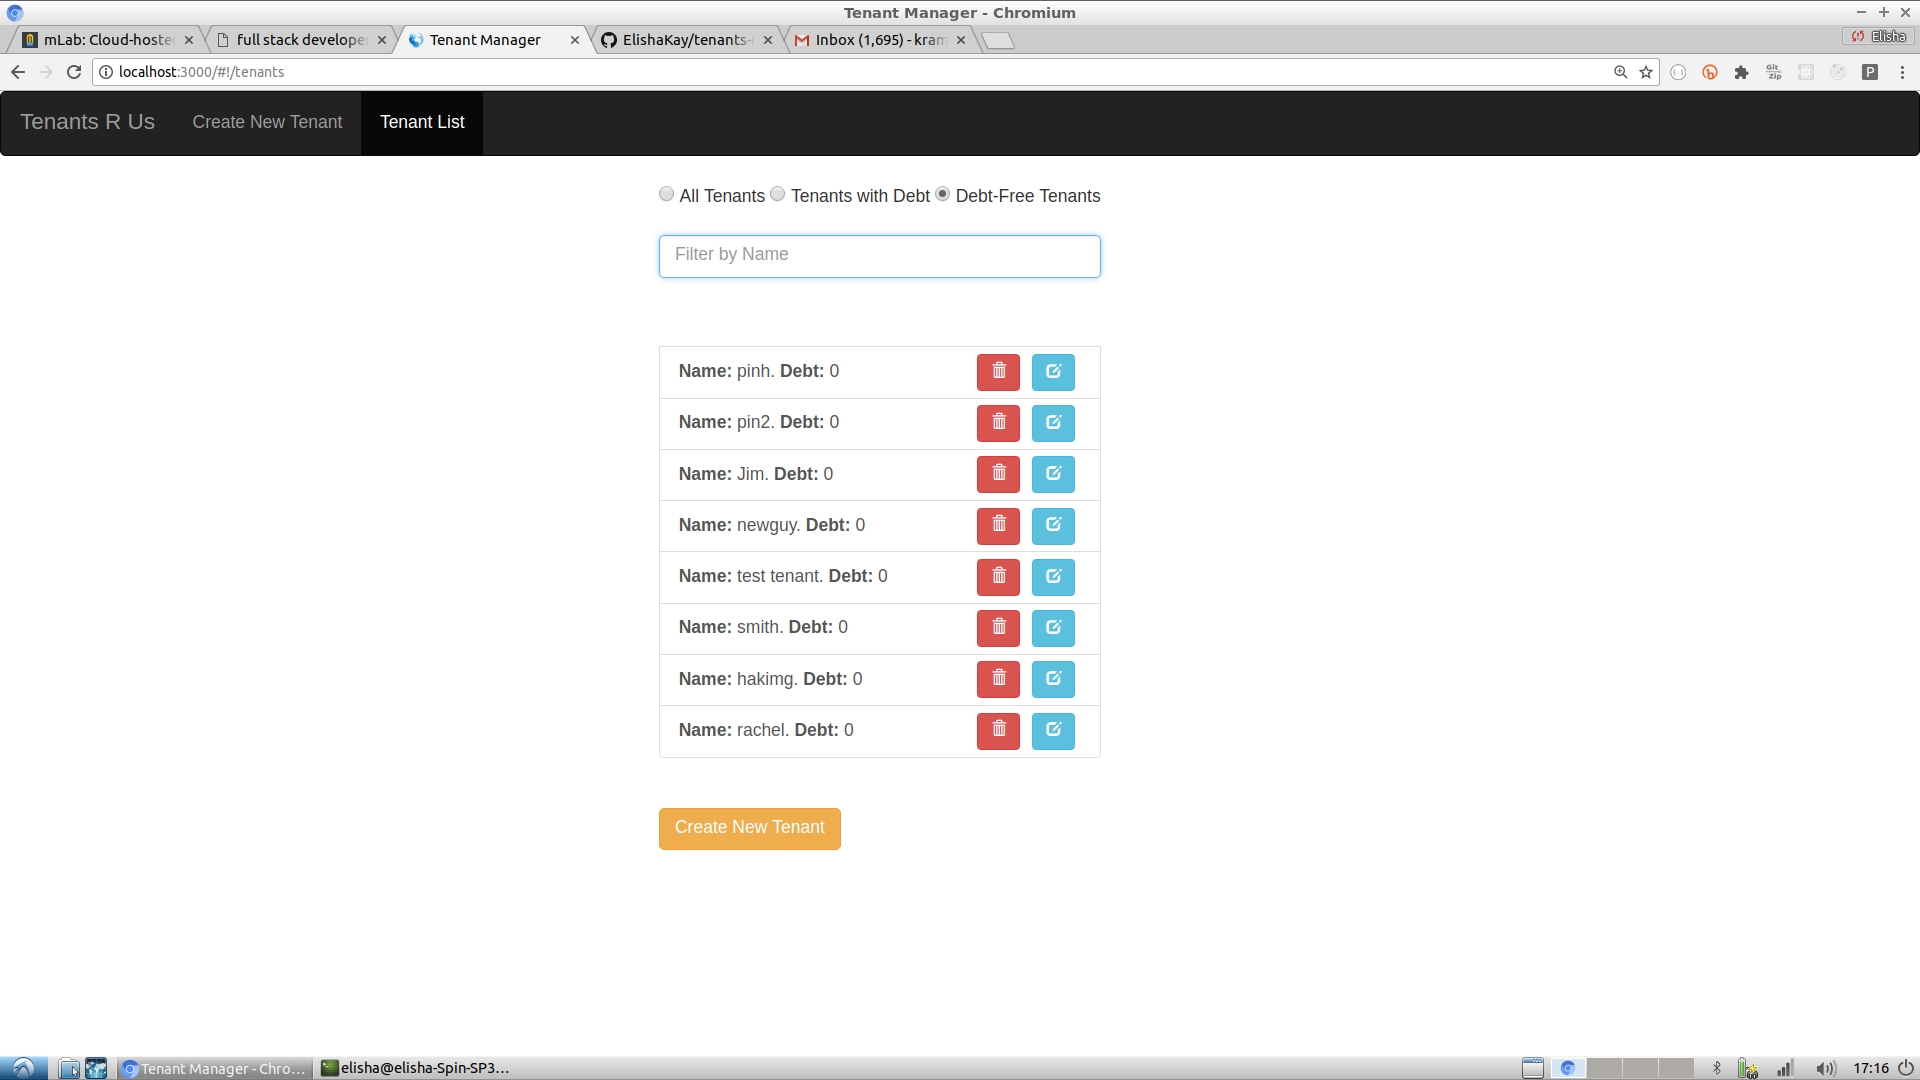 Tenant Manager - Chromium
mLab: Cloud-hoste
full stack develope
Tenant Manager
ElishaKay/tenants-
Inbox (1,695) - kram
Elisha
localhost:3000/#!/tenants
Git Zip
P
Tenants R Us
Create New Tenant
Tenant List
All Tenants
Tenants with Debt
Debt-Free Tenants
Filter by Name
Name: pinh. Debt: 0
Name: pin2. Debt: 0
Name: Jim. Debt: 0
Name: newguy. Debt: 0
Name: test tenant. Debt: 0
Name: smith. Debt: 0
Name: hakimg. Debt: 0
Name: rachel. Debt: 0
Create New Tenant
Tenant Manager - Chro...
elisha@elisha-Spin-SP3...
17:16